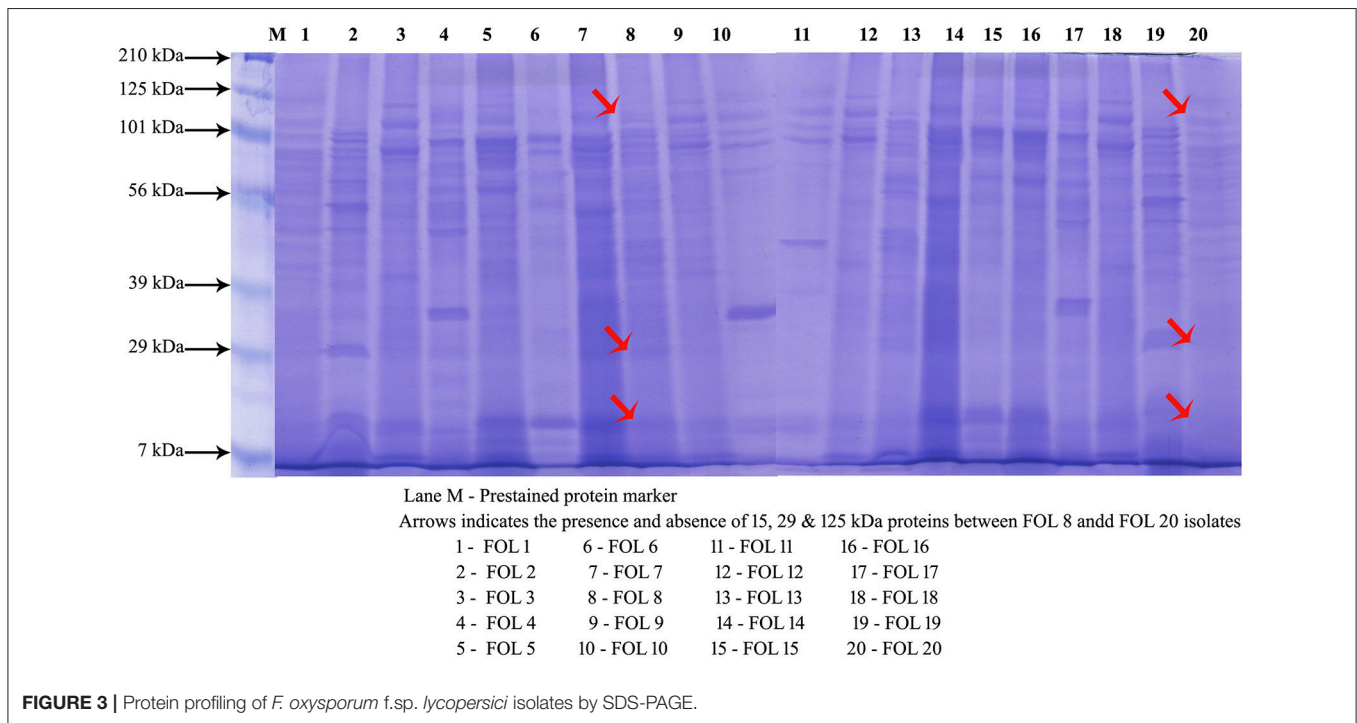 M 1 2 3 4 5 6 7 8 9 10 11 12 13 14 15 16 17 18 19 20
210 kDa
125 kDa
101 kDa
56 kDa
39 kDa
29 kDa
7 kDa
Lane M - Prestained protein marker
Arrows indicates the presence and absence of 15, 29 & 125 kDa proteins between FOL 8 andd FOL 20 isolates
1 - FOL 1 6 - FOL 6 11 - FOL 11 16 - FOL 16
2 - FOL 2 7 - FOL 7 12 - FOL 12 17 - FOL 17
3 - FOL 3 8 - FOL 8 13 - FOL 13 18 - FOL 18
4 - FOL 4 9 - FOL 9 14 - FOL 14 19 - FOL 19
5 - FOL 5 10 - FOL 10 15 - FOL 15 20 - FOL 20
FIGURE 3 | Protein profiling of F. oxysporum f.sp. lycopersici isolates by SDS-PAGE.